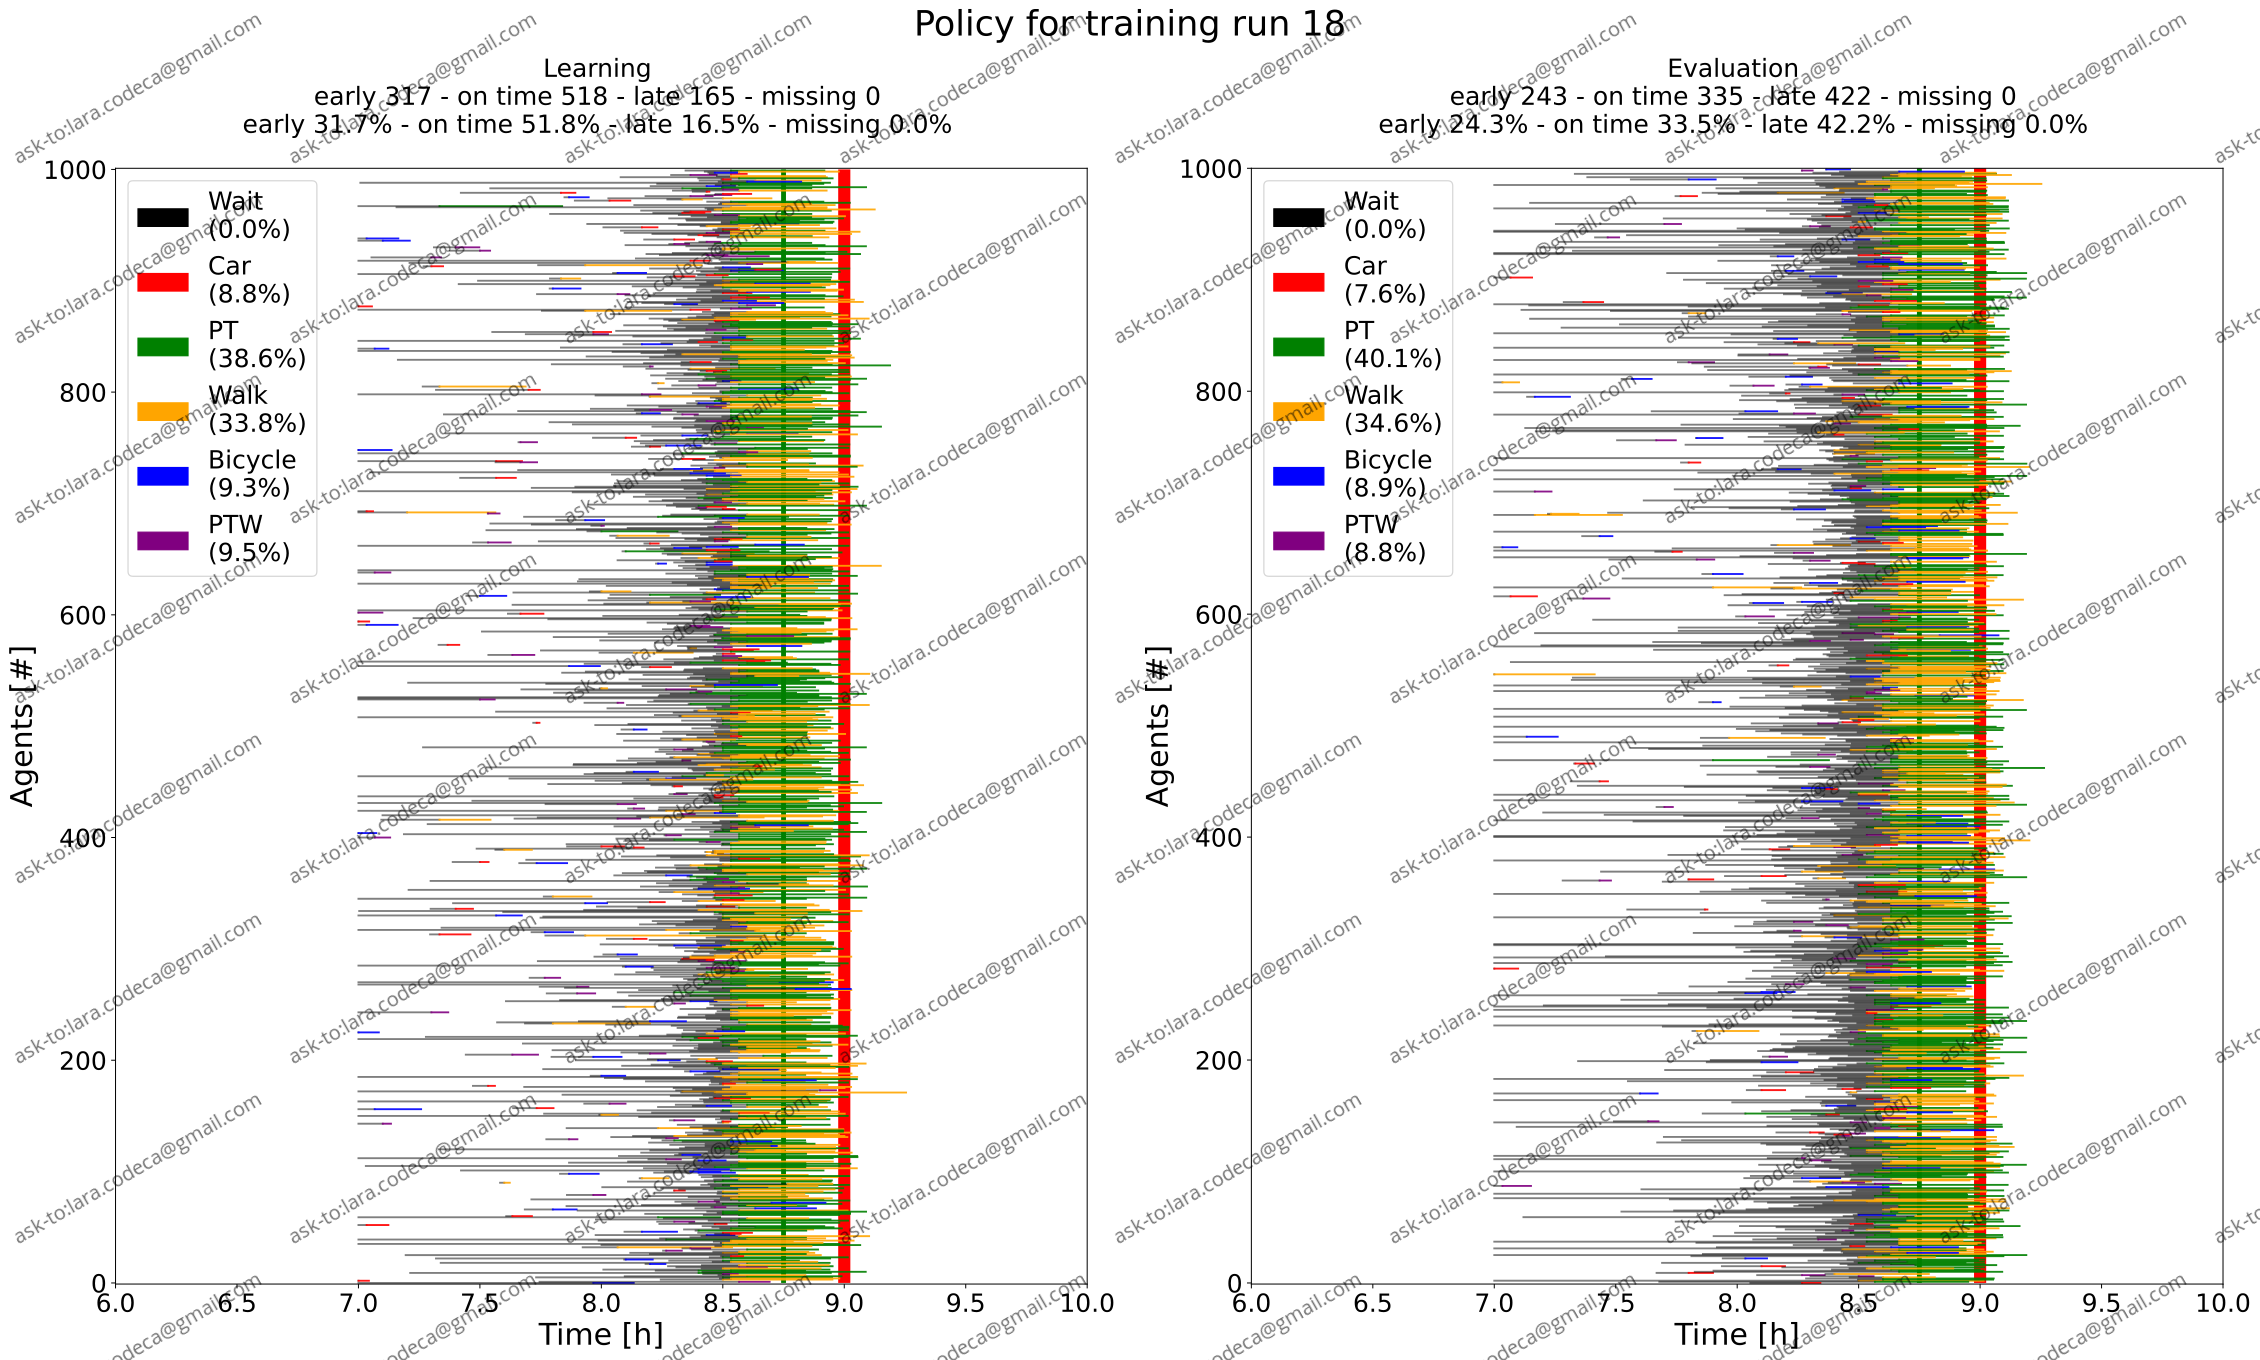 Policy for training run 18
Learning
early 317 - on time 518 - late 165 - missing 0
early 31.7% - on time 51.8% - late 16.5% - missing 0.0%
1000
800
600
400
200
0
Agents [#]
Wait
(0.0%)
Car
(8.8%)
PT
(38.6%)
Walk
(33.8%)
Bicycle
(9.3%)
PTW
(9.5%)
6.0 6.5 7.0 7.5 8.0 8.5 9.0 9.5 10.0
Time [h]
Evaluation
early 243 - on time 335 - late 422 - missing 0
early 24.3% - on time 33.5% - late 42.2% - missing 0.0%
1000
800
600
400
200
0
Agents [#]
Wait
(0.0%)
Car
(7.6%)
PT
(40.1%)
Walk
(34.6%)
Bicycle
(8.9%)
PTW
(8.8%)
6.0 6.5 7.0 7.5 8.0 8.5 9.0 9.5 10.0
Time [h]
ask-to:lara.codeca@gmail.com